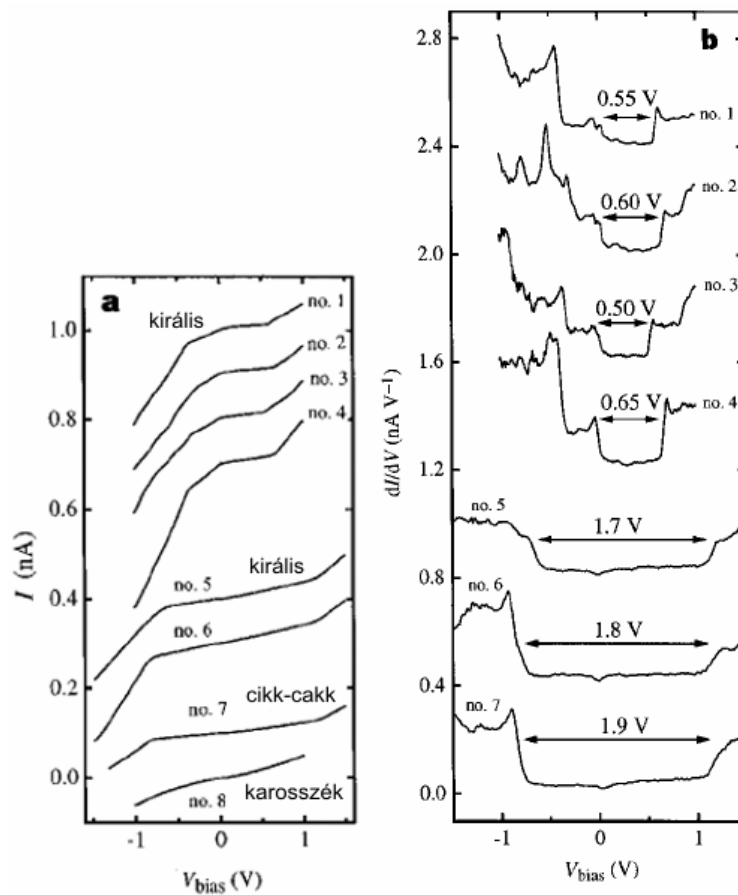 a
királis
no. 1
no. 2
no. 3
no. 4
királis
no. 5
no. 6
cikk-cakk
no. 7
no. 8
karosszék
1.0
0.8
0.6
0.4
0.2
0.0
I (nA)
-1
0
1
V_bias (V)
b
0.55 V
no. 1
no. 2
0.60 V
no. 3
0.50 V
0.65 V
no. 4
no. 5
1.7 V
no. 6
1.8 V
no. 7
1.9 V
2.8
2.4
2.0
1.6
1.2
0.8
0.4
0.0
dI/dV (nA V⁻¹)
-1
0
1
V_bias (V)